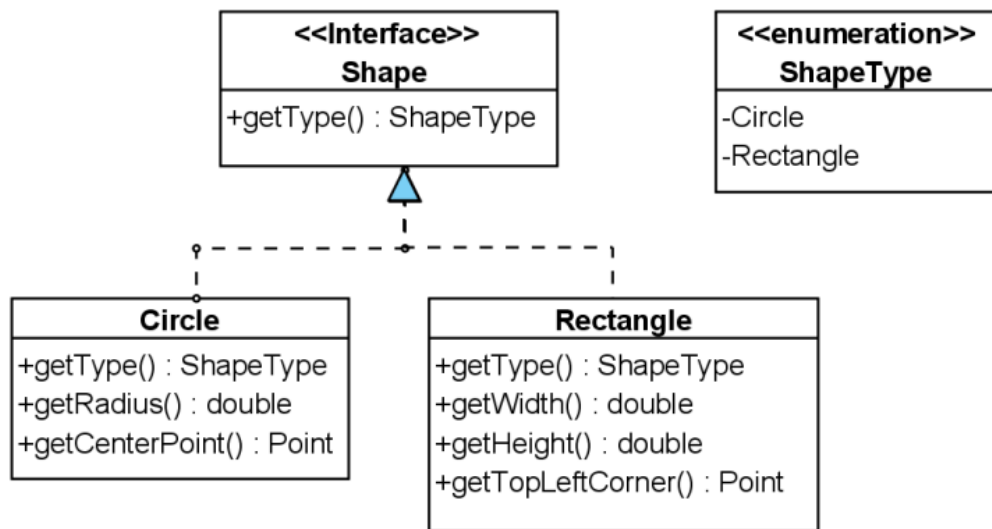 <<Interface>>
Shape
+getType() : ShapeType
<<enumeration>>
ShapeType
-Circle
-Rectangle
Circle
+getType() : ShapeType
+getRadius() : double
+getCenterPoint() : Point
Rectangle
+getType() : ShapeType
+getWidth() : double
+getHeight() : double
+getTopLeftCorner() : Point